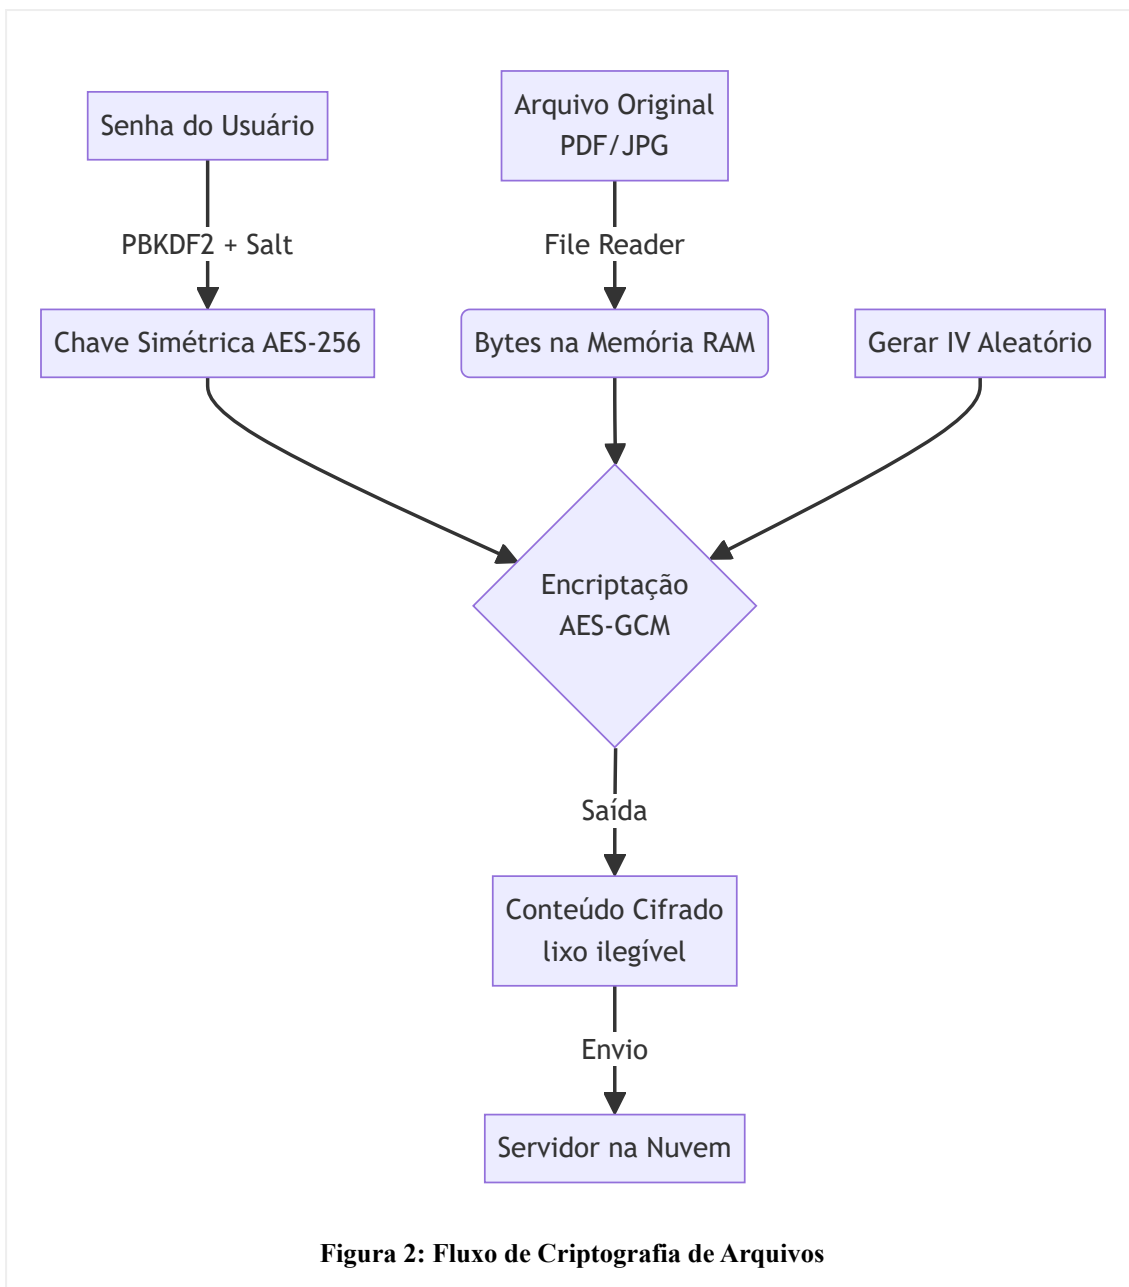 Senha do Usuário
Arquivo Original
PDF/JPG
PBKDF2 + Salt
File Reader
Chave Simétrica AES-256
Bytes na Memória RAM
Gerar IV Aleatório
Encriptação
AES-GCM
Saída
Conteúdo Cifrado
lixo ilegível
Envio
Servidor na Nuvem
Figura 2: Fluxo de Criptografia de Arquivos